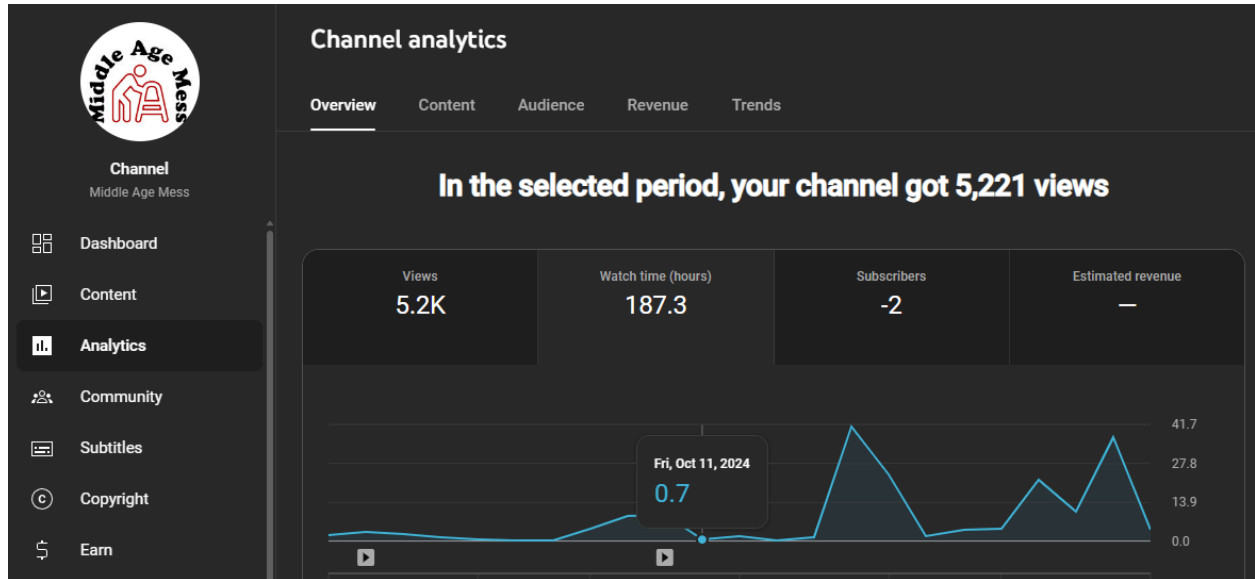 Middle Age Mess
Channel
Middle Age Mess
Dashboard
Content
Analytics
Community
Subtitles
Copyright
Earn
Channel analytics
Overview Content Audience Revenue Trends
In the selected period, your channel got 5,221 views
Views Watch time (hours) Subscribers Estimated revenue
5.2K 187.3 -2 —
41.7
27.8
13.9
0.0
Fri, Oct 11, 2024
0.7